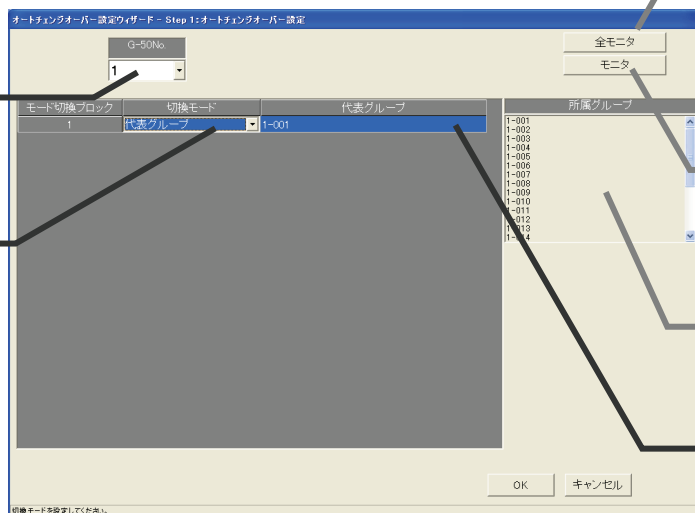 オートチェンジオーバー設定ウィザード - Step 1:オートチェンジオーバー設定
G-50No.
1
全モニタ
モニタ
モード切換ブロック 切換モード 代表グループ
1 代表グループ 1-001
所属グループ
1-001
1-002
1-003
1-004
1-005
1-006
1-007
1-008
1-009
1-010
1-011
1-012
1-013
1-014
OK キャンセル
切換モードを設定してください。